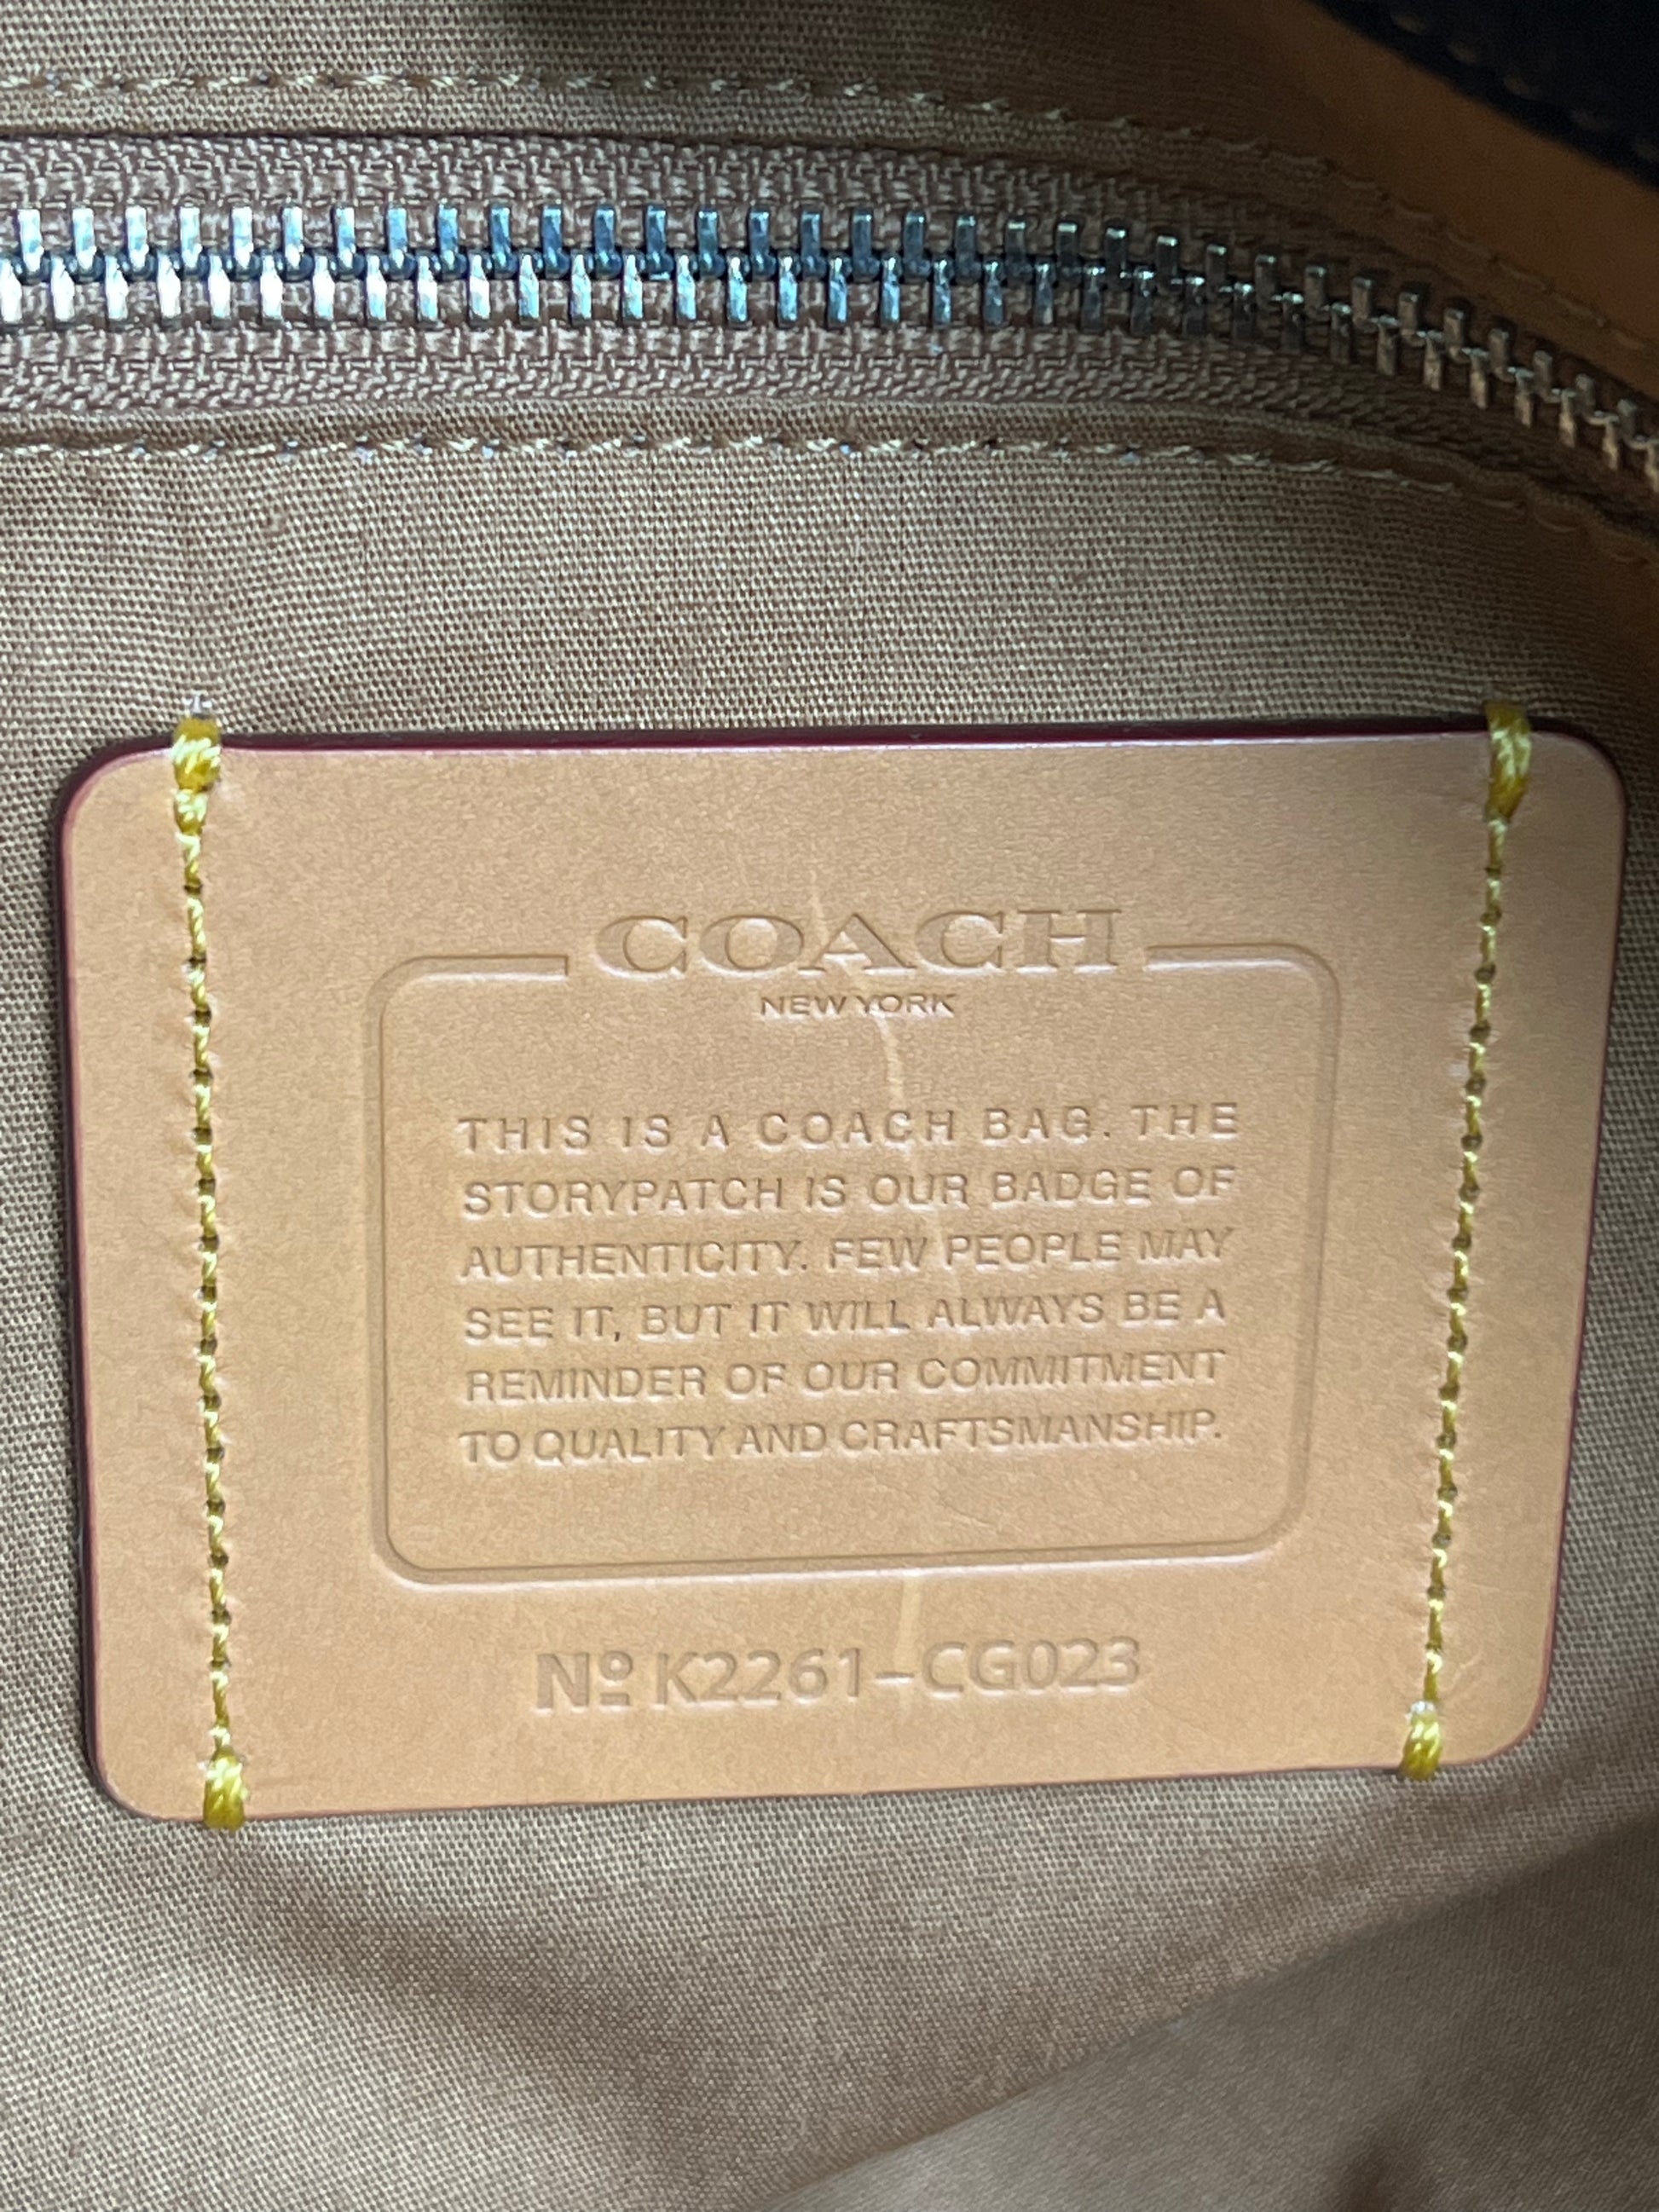 COACH
NEW YORK
THIS IS A COACH BAG. THE
STORYPATCH IS OUR BADGE OF
AUTHENTICITY. FEW PEOPLE MAY
SEE IT, BUT IT WILL ALWAYS BE A
REMINDER OF OUR COMMITMENT
TO QUALITY AND CRAFTSMANSHIP.
Nº K2261-CG023